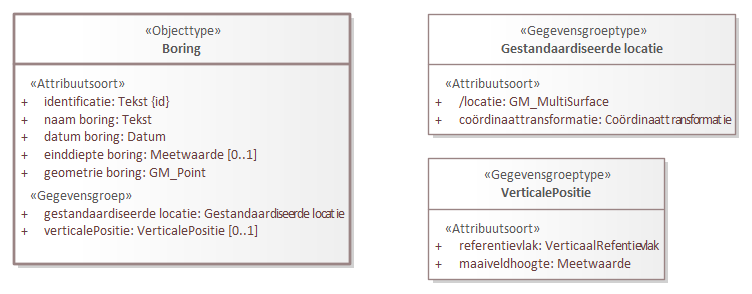 «Objecttype»
Boring
«Attribuutsoort»
+ identificatie: Tekst {id}
+ naam boring: Tekst
+ datum boring: Datum
+ einddiepte boring: Meetwaarde [0..1]
+ geometrie boring: GM_Point
«Gegevensgroep»
+ gestandaardiseerde locatie: Gestandaardiseerde locatie
+ verticalePositie: VerticalePositie [0..1]
«Gegevensgroeptype»
Gestandaardiseerde locatie
«Attribuutsoort»
+ /locatie: GM_MultiSurface
+ coördinaattransformatie: Coördinaattransformatie
«Gegevensgroeptype»
VerticalePositie
«Attribuutsoort»
+ referentievlak: VerticaalRefentievlak
+ maaiveldhoogte: Meetwaarde